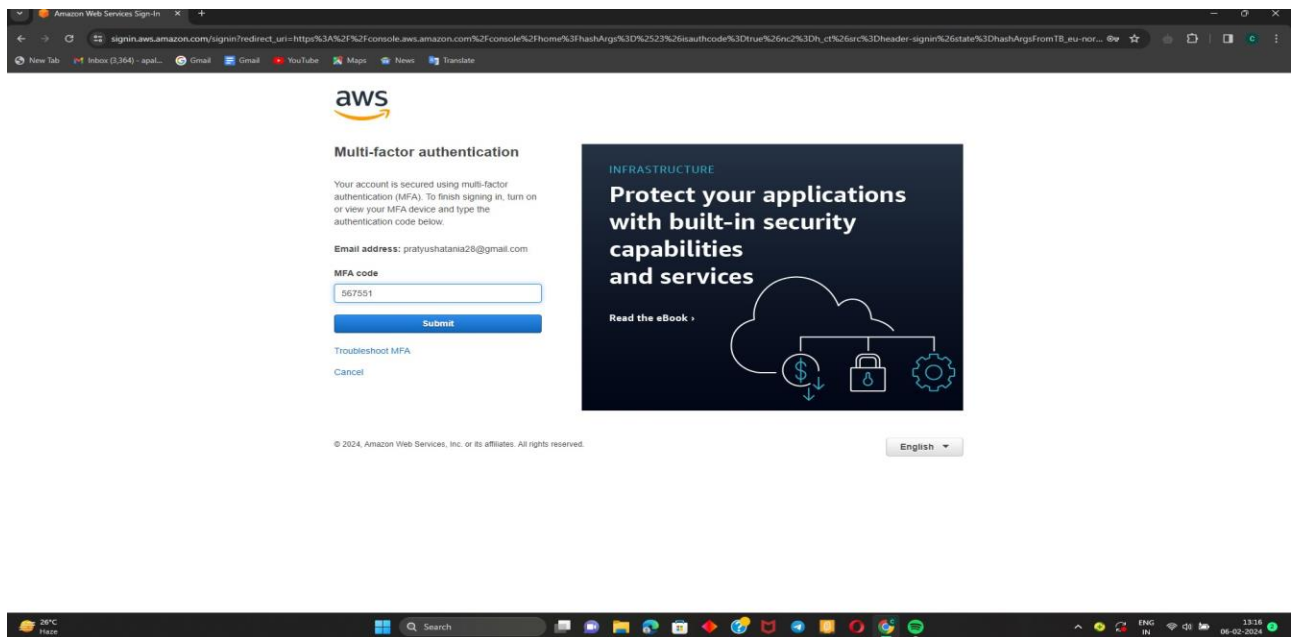 Amazon Web Services Sign-In
signin.aws.amazon.com/signin?redirect_uri=https%3A%2F%2Fconsole.aws.amazon.com%2Fconsole%2Fhome%3FhashArgs%3D%2523%26isauthcode%3Dtrue%26nc2%3Dh_ct%26src%3Dheader-signin%26state%3DhashArgsFromTB_eu-nor...
New Tab
Inbox (3,364) - apal...
Gmail
Gmail
YouTube
Maps
News
Translate
aws
Multi-factor authentication
Your account is secured using multi-factor
authentication (MFA). To finish signing in, turn on
or view your MFA device and type the
authentication code below.
Email address: pratyushatania28@gmail.com
MFA code
567551
Submit
Troubleshoot MFA
Cancel
INFRASTRUCTURE
Protect your applications
with built-in security
capabilities
and services
Read the eBook ›
© 2024, Amazon Web Services, Inc. or its affiliates. All rights reserved.
English
26°C
Haze
Search
ENG
IN
13:16
06-02-2024